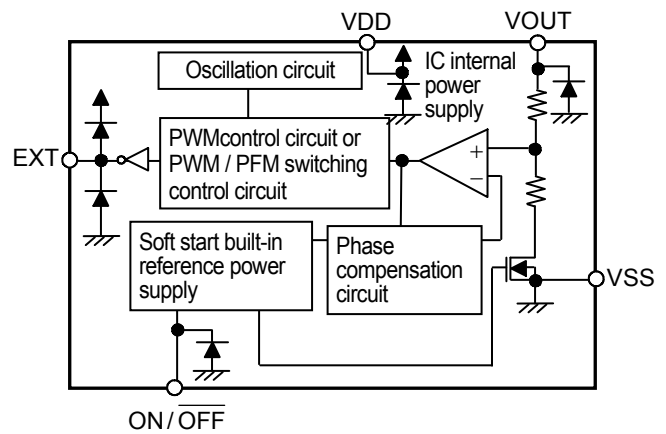 VDD
VOUT
Oscillation circuit
IC internal
power
supply
EXT
PWMcontrol circuit or
PWM / PFM switching
control circuit
+
−
Soft start built-in
reference power
supply
Phase
compensation
circuit
VSS
ON / OFF